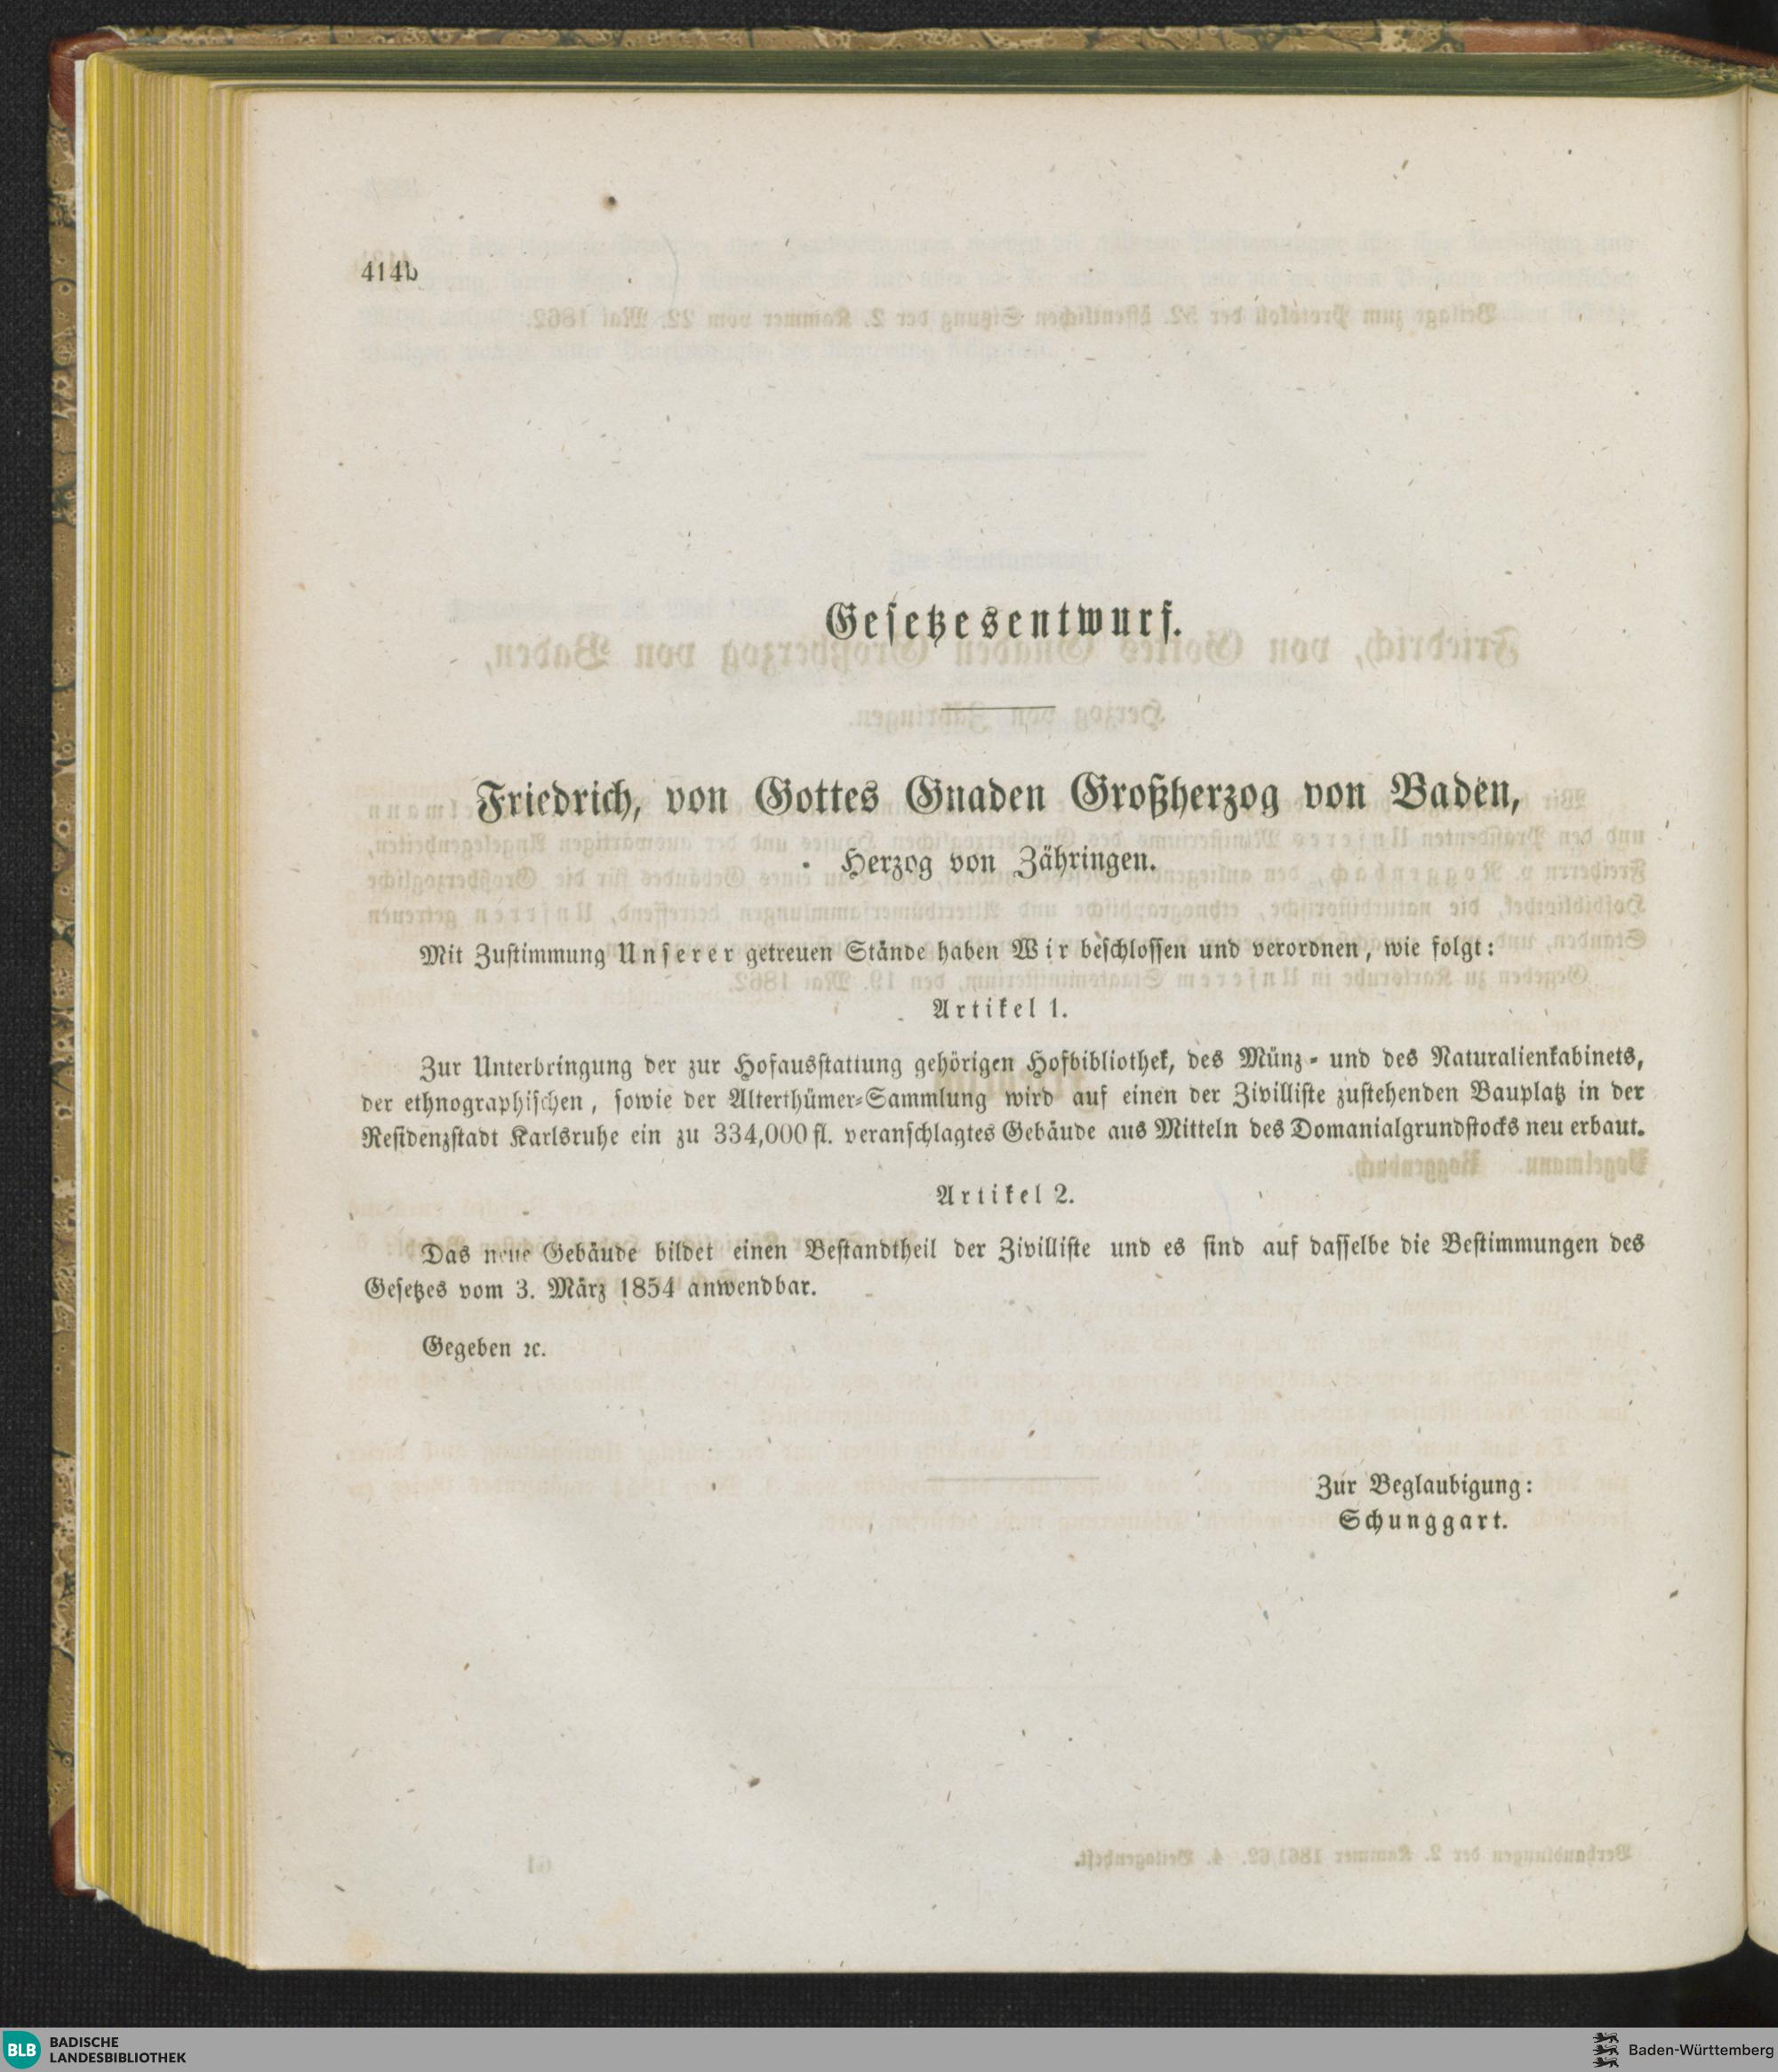 414b
Gesetzesentwurf.
Friedrich, von Gottes Gnaden Großherzog von Baden,
Herzog von Zähringen.
Mit Zustimmung Unserer getreuen Stände haben Wir beschlossen und verordnen, wie folgt:
Artikel 1.
Zur Unterbringung der zur Hofausstattung gehörigen Hofbibliothek, des Münz- und des Naturalienkabinets,
der ethnographischen, sowie der Alterthümer-Sammlung wird auf einen der Zivilliste zustehenden Bauplatz in der
Residenzstadt Karlsruhe ein zu 334,000 fl. veranschlagtes Gebäude aus Mitteln des Domanialgrundstocks neu erbaut.
Artikel 2.
Das neue Gebäude bildet einen Bestandtheil der Zivilliste und es sind auf dasselbe die Bestimmungen des
Gesetzes vom 3. März 1854 anwendbar.
Gegeben ꝛc.
Zur Beglaubigung:
Schunggart.
BLB BADISCHE
LANDESBIBLIOTHEK
Baden-Württemberg